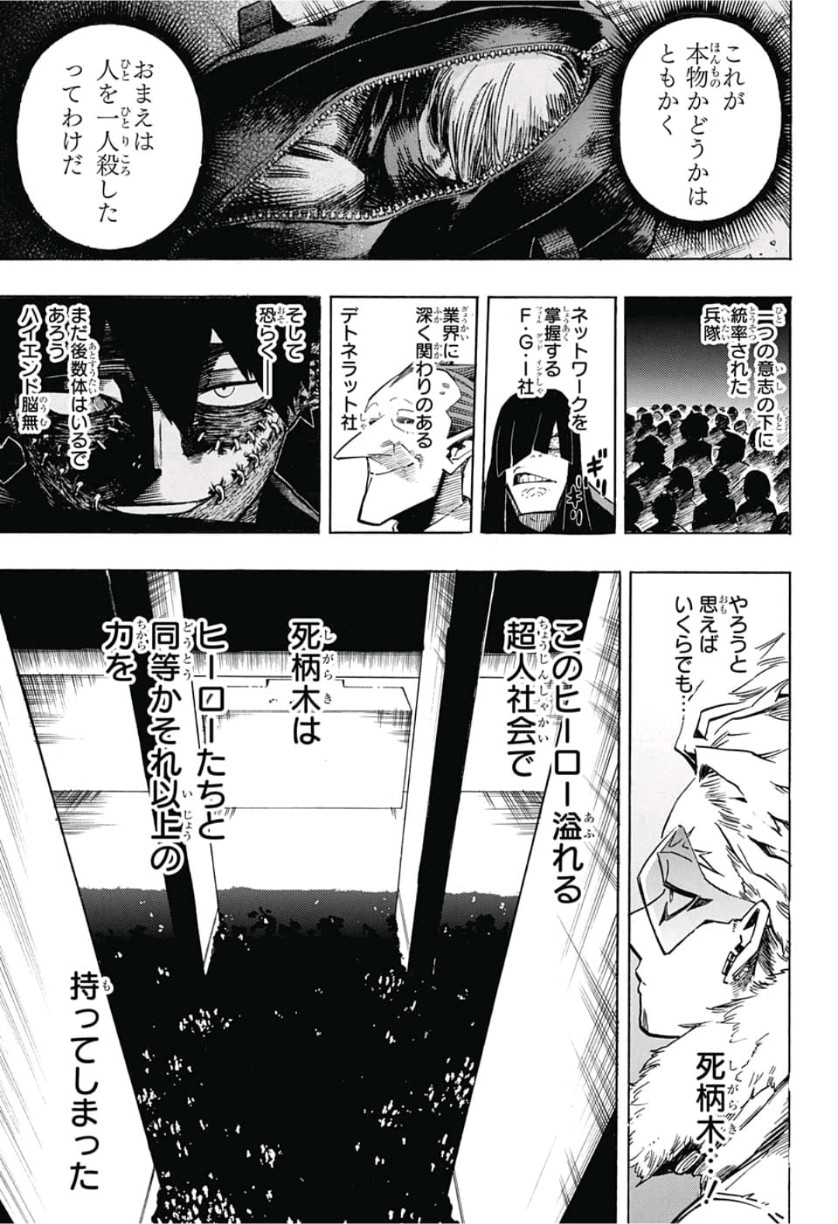 これが
本物かどうかは
ともかく
おまえは
人を一人殺した
ってわけだ
一つの意志の下に
統率された
兵隊
ネットワークを
掌握する
F・G・I社
ギギ
業界に
深く関わりのある
デトネラット社
そして
恐らく―
まだ後数体はいるで
あろう
ハイエンド脳無
やろうと
思えば
いくらでも…
死柄木…!
このヒーロー溢れる
超人社会で
死柄木は
ヒーローたちと
同等かそれ以上の
力を
持ってしまった